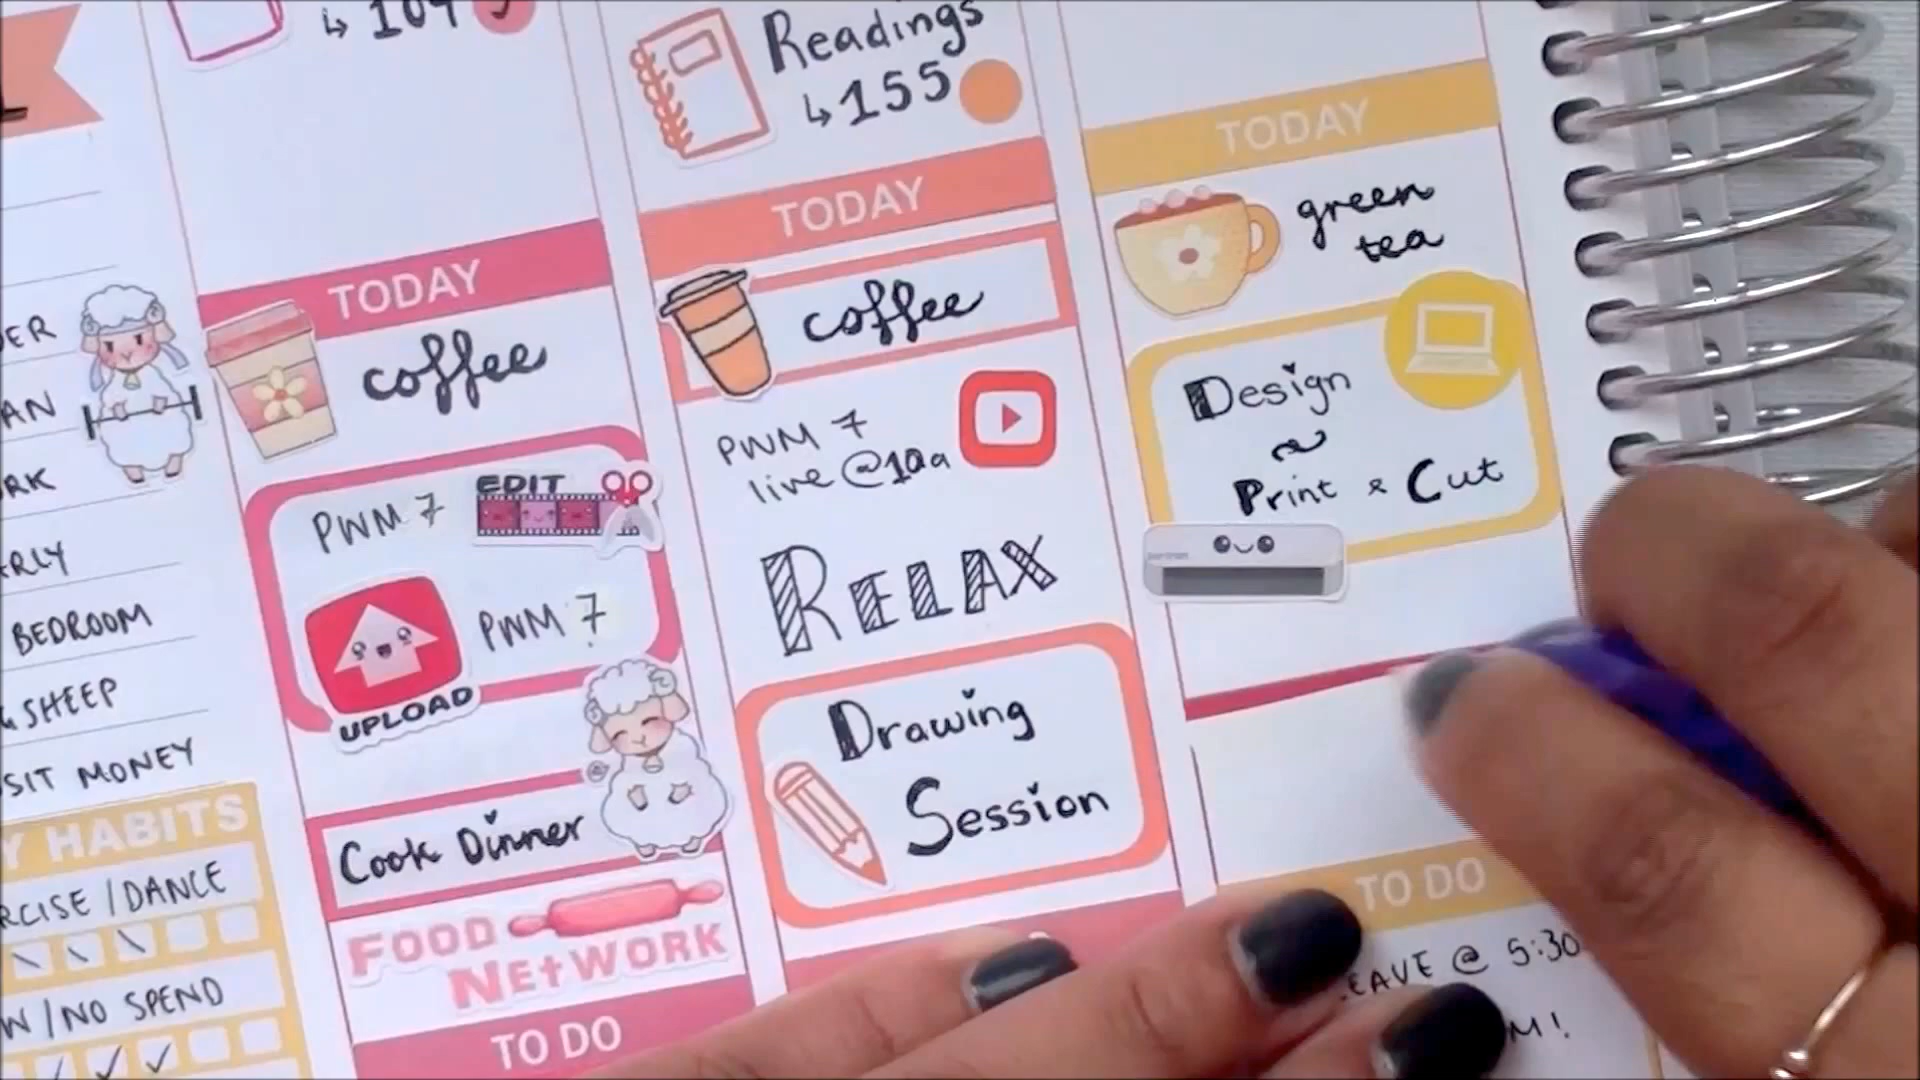 ER
AN
RK
RLY
BEDROOM
& SHEEP
SIT MONEY
Y HABITS
RCISE / DANCE
W / NO SPEND
↳ 104
TODAY
coffee
PWM 7
EDIT
UPLOAD
PWM 7
Cook Dinner
FOOD
NETWORK
TO DO
Readings
↳ 155
TODAY
coffee
PWM 7
live @ 10a
RELAX
Drawing
Session
TODAY
green
tea
Design
~
Print & Cut
TO DO
LEAVE @ 5:30
M!